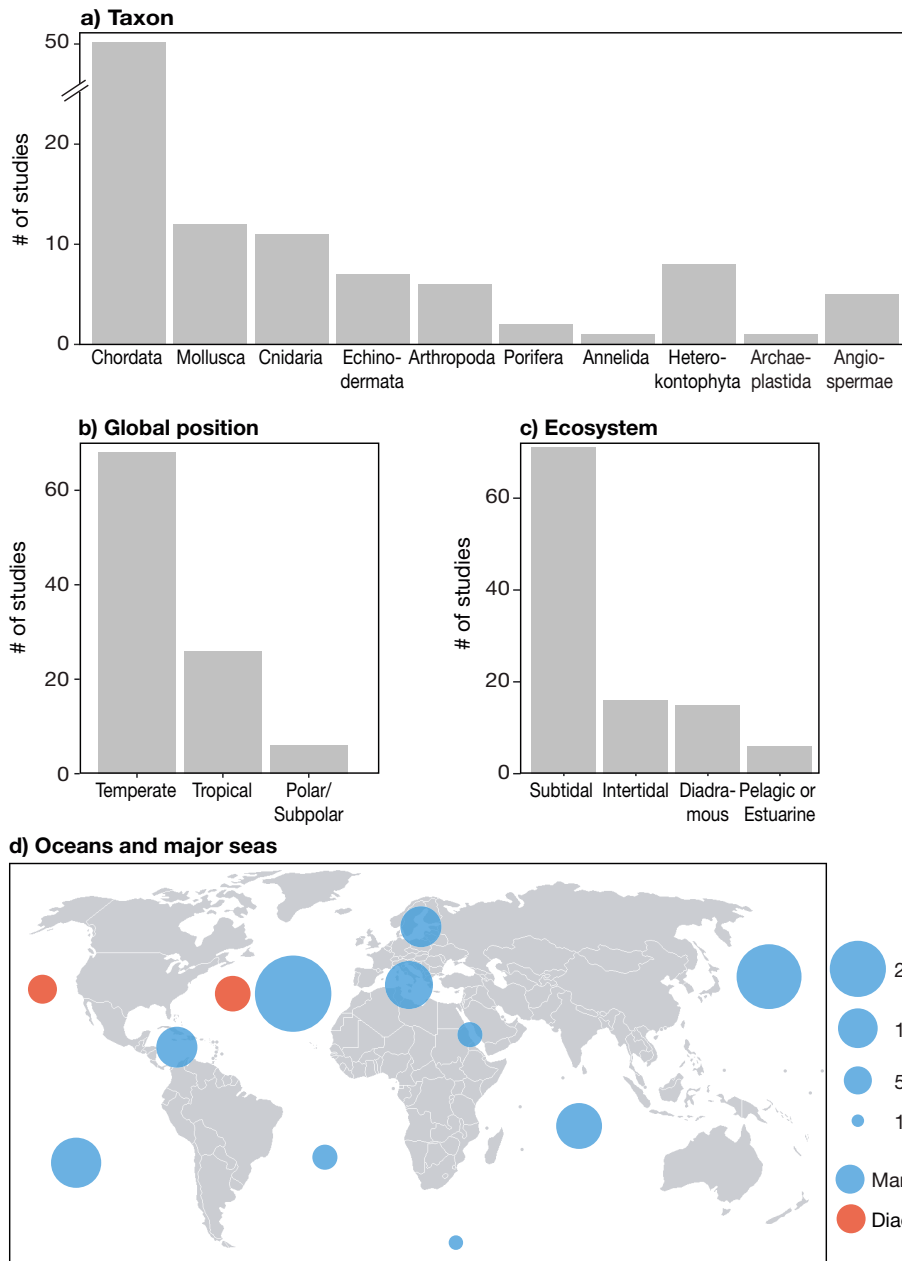 a) Taxon
# of studies
50
20
10
0
Chordata
Mollusca
Cnidaria
Echino-
dermata
Arthropoda
Porifera
Annelida
Hetero-
kontophyta
Archae-
plastida
Angio-
spermae
b) Global position
# of studies
60
40
20
0
Temperate
Tropical
Polar/
Subpolar
c) Ecosystem
# of studies
60
40
20
0
Subtidal
Intertidal
Diadra-
mous
Pelagic or
Estuarine
d) Oceans and major seas
5